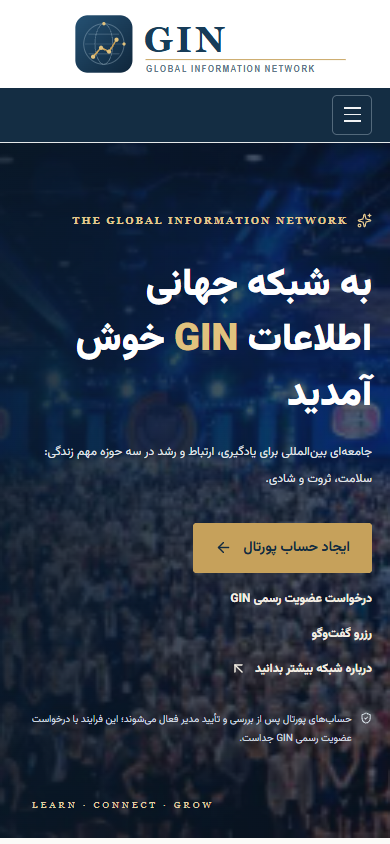 GIN
GLOBAL INFORMATION NETWORK
THE GLOBAL INFORMATION NETWORK
به شبکه جهانی
اطلاعات GIN خوش
آمدید
جامعه‌ای بین‌المللی برای یادگیری، ارتباط و رشد در سه حوزه مهم زندگی:
سلامت، ثروت و شادی.
ایجاد حساب پورتال
درخواست عضویت رسمی GIN
رزرو گفت‌وگو
درباره شبکه بیشتر بدانید
حساب‌های پورتال پس از بررسی و تأیید مدیر فعال می‌شوند؛ این فرایند با درخواست
عضویت رسمی GIN جداست.
LEARN · CONNECT · GROW